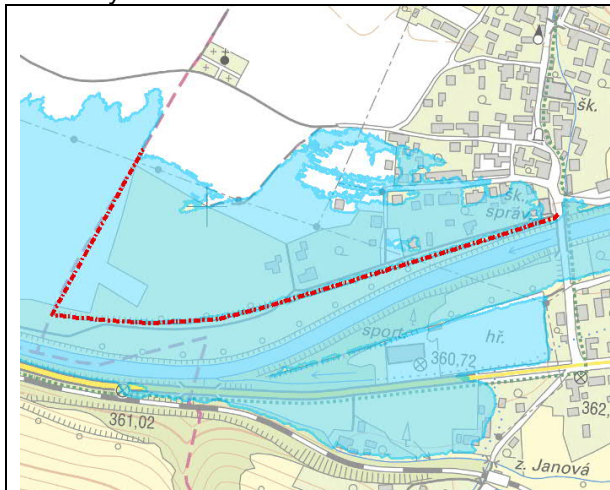 šk.
šk.
správ
sport.
hř.
360,72
361,02
362,
z. Janová